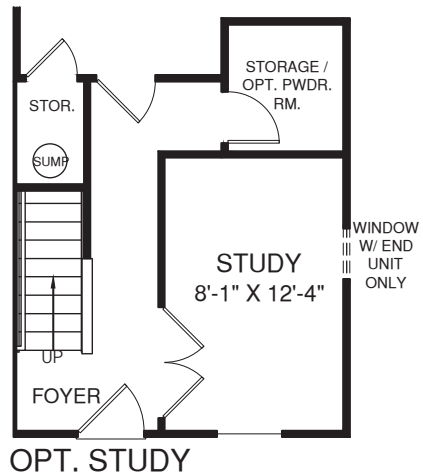 STORAGE /
OPT. PWDR.
RM.
STOR.
SUMP
WINDOW
W/ END
UNIT
ONLY
STUDY
8'-1" X 12'-4"
UP
FOYER
OPT. STUDY